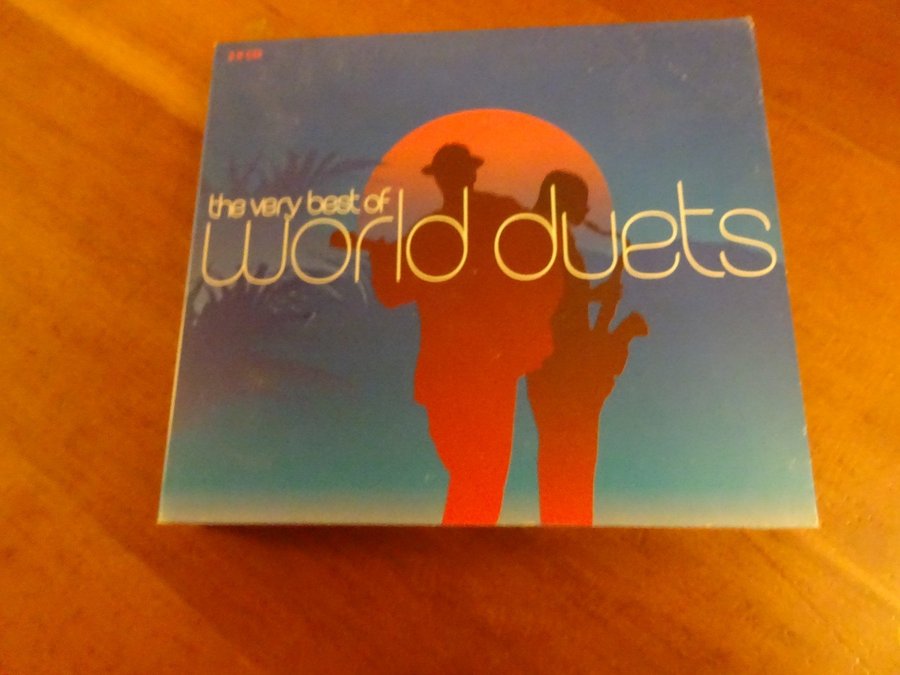 the very best of
world duets